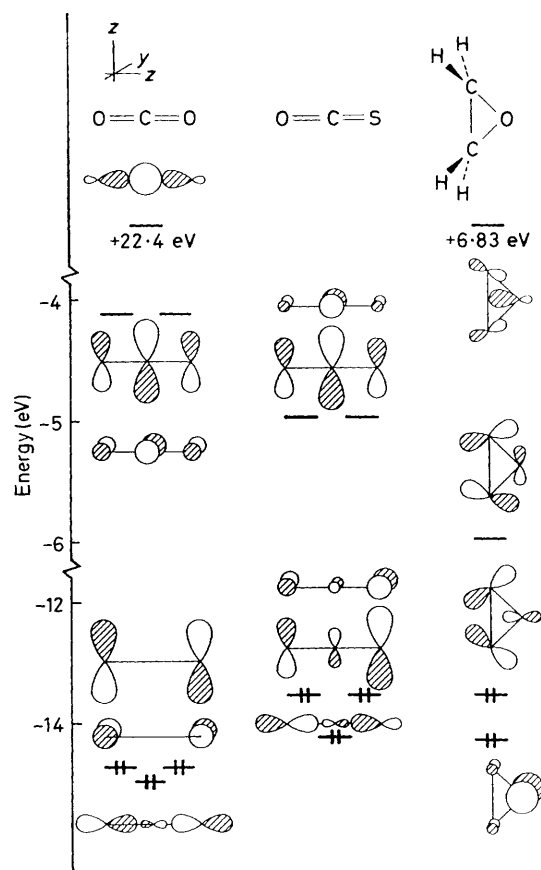 z
y
z
O=C=O
O=C=S
H
H
C
O
C
H
H
+22·4 eV
+6·83 eV
-4
-5
-6
-12
-14
Energy (eV)